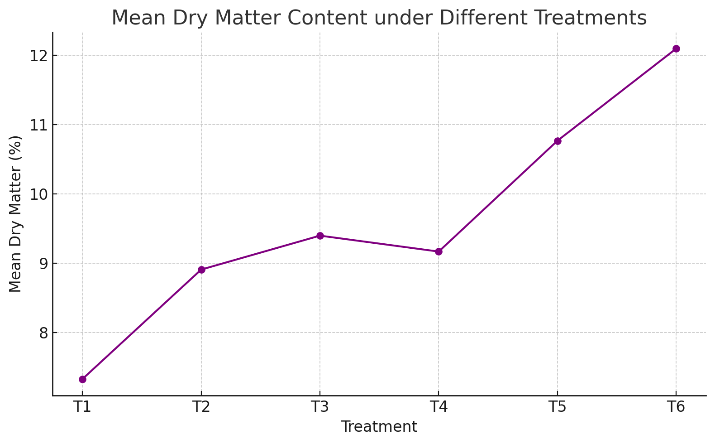 Mean Dry Matter Content under Different Treatments
Mean Dry Matter (%)
12
11
10
9
8
T1 T2 T3 T4 T5 T6
Treatment